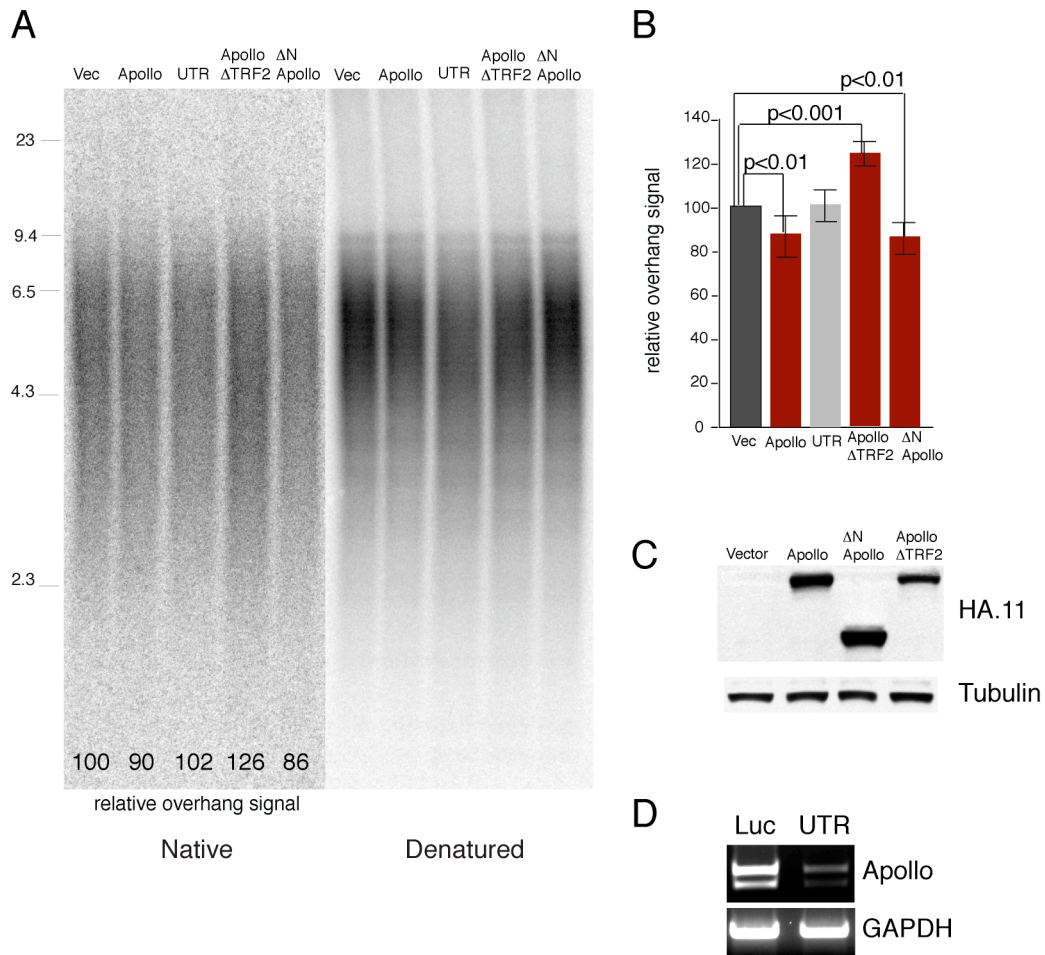 A
Vec Apollo UTR Apollo ΔTRF2 ΔN Apollo
Vec Apollo UTR Apollo ΔTRF2 ΔN Apollo
23
9.4
6.5
4.3
2.3
100 90 102 126 86
relative overhang signal
Native
Denatured
B
p<0.01
p<0.001
p<0.01
relative overhang signal
140
120
100
80
60
40
20
0
Vec Apollo UTR Apollo ΔTRF2 ΔN Apollo
C
Vector Apollo ΔN Apollo Apollo ΔTRF2
HA.11
Tubulin
D
Luc UTR
Apollo
GAPDH